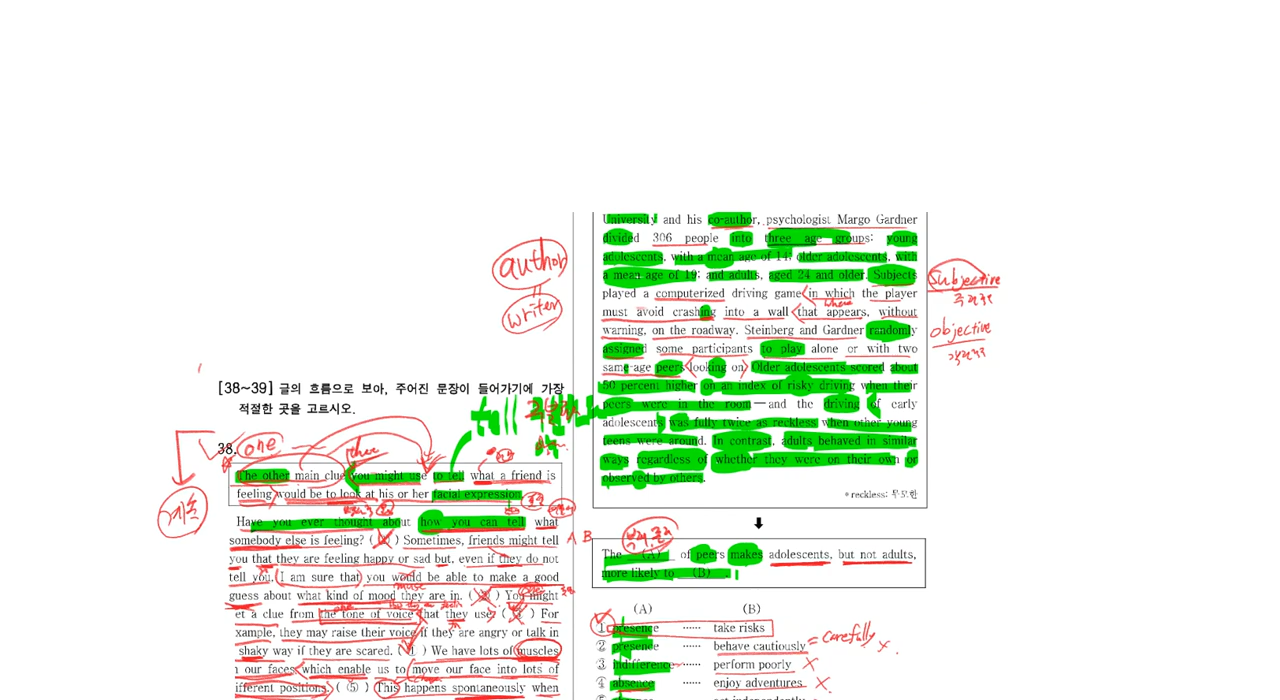 [38~39] 글의 흐름으로 보아, 주어진 문장이 들어가기에 가장
적절한 곳을 고르시오.
38.
one
The other main clue you might use to tell what a friend is
feeling would be to look at his or her facial expression.
Have you ever thought about how you can tell what
somebody else is feeling? ( ) Sometimes, friends might tell
you that they are feeling happy or sad but, even if they do not
tell you, I am sure that you would be able to make a good
guess about what kind of mood they are in. ( ) You might
et a clue from the tone of voice that they use. ( ) For
xample, they may raise their voice if they are angry or talk in
shaky way if they are scared. ( ) We have lots of muscles
n our faces which enable us to move our face into lots of
ifferent positions. ( ⑤ ) This happens spontaneously when
author
=
writer
A B
University and his co-author, psychologist Margo Gardner
divided 306 people into three age groups: young
adolescents, with a mean age of 14; older adolescents, with
a mean age of 19; and adults, aged 24 and older. Subjects
played a computerized driving game in which the player
must avoid crashing into a wall that appears, without
warning, on the roadway. Steinberg and Gardner randomly
assigned some participants to play alone or with two
same-age peers looking on. Older adolescents scored about
50 percent higher on an index of risky driving when their
peers were in the room — and the driving of early
adolescents was fully twice as reckless when other young
teens were around. In contrast, adults behaved in similar
ways regardless of whether they were on their own or
observed by others.
* reckless: 무모한
where
Subjective
objective
The (A) of peers makes adolescents, but not adults,
more likely to (B) .
(A) (B)
① presence ······ take risks
② presence ······ behave cautiously = carefully
③ indifference ······ perform poorly
④ absence ······ enjoy adventures